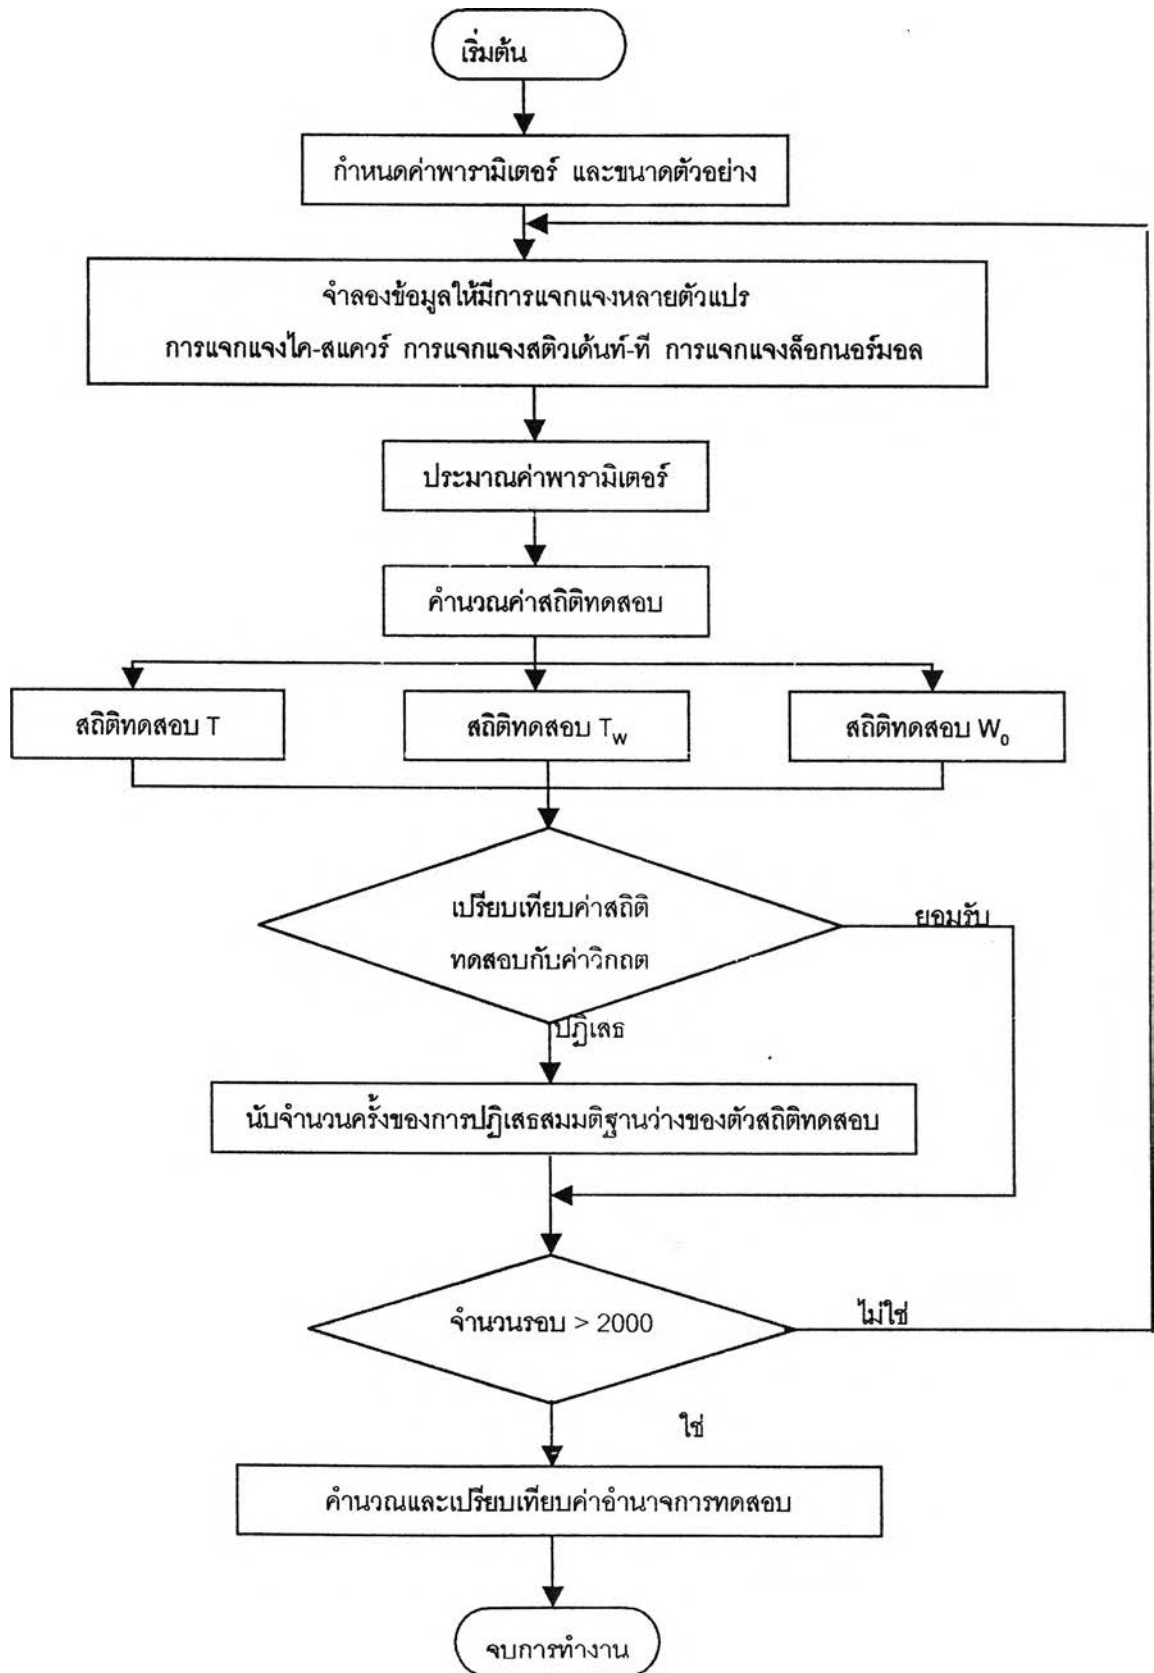 เริ่มต้น
กำหนดค่าพารามิเตอร์ และขนาดตัวอย่าง
จำลองข้อมูลให้มีการแจกแจงหลายตัวแปร
การแจกแจงไค-สแควร์ การแจกแจงสติวเด้นท์-ที การแจกแจงล็อกนอร์มอล
ประมาณค่าพารามิเตอร์
คำนวณค่าสถิติทดสอบ
สถิติทดสอบ T
สถิติทดสอบ T_W
สถิติทดสอบ W_0
เปรียบเทียบค่าสถิติ
ทดสอบกับค่าวิกฤต
ยอมรับ
ปฏิเสธ
นับจำนวนครั้งของการปฏิเสธสมมติฐานว่างของตัวสถิติทดสอบ
จำนวนรอบ > 2000
ไม่ใช่
ใช่
คำนวณและเปรียบเทียบค่าอำนาจการทดสอบ
จบการทำงาน